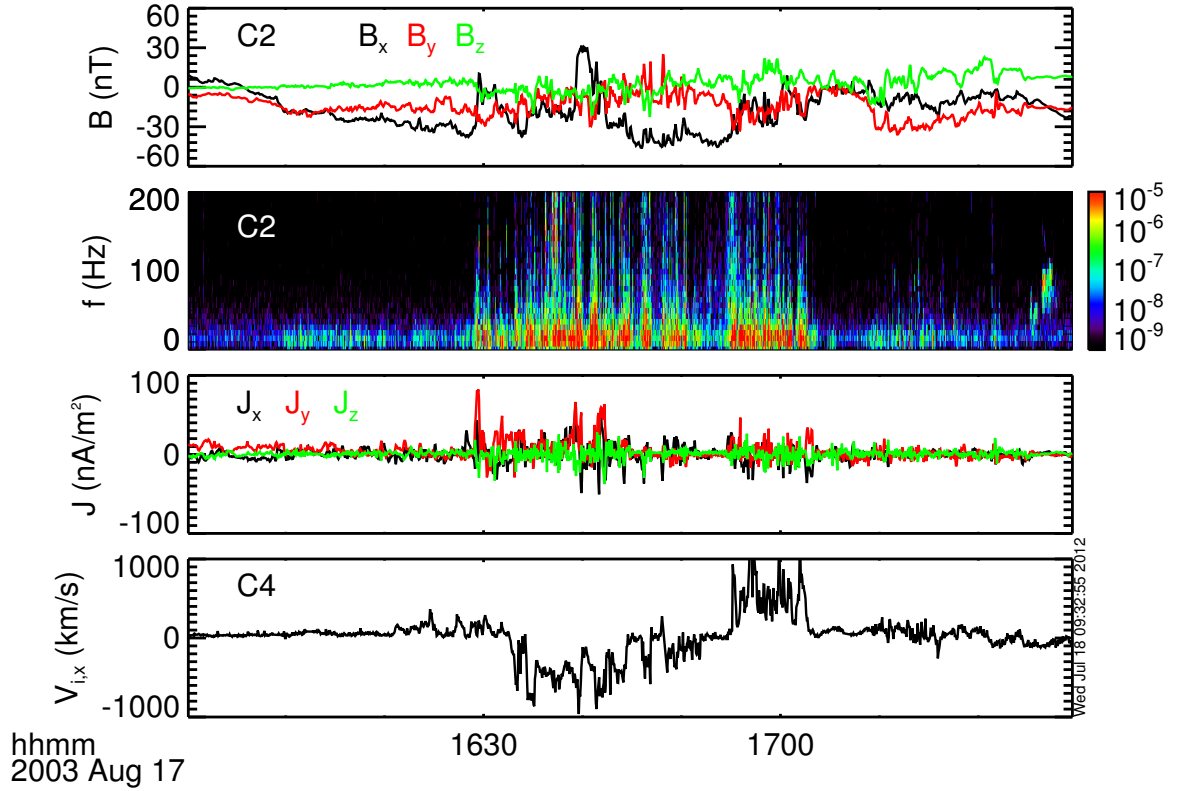 60
30
0
-30
-60
B (nT)
C2 Bx By Bz
200
100
0
f (Hz)
C2
10-5
10-6
10-7
10-8
10-9
100
0
-100
J (nA/m2)
Jx Jy Jz
1000
0
-1000
Vi,x (km/s)
C4
Wed Jul 18 09:32:55 2012
1630 1700
hhmm
2003 Aug 17